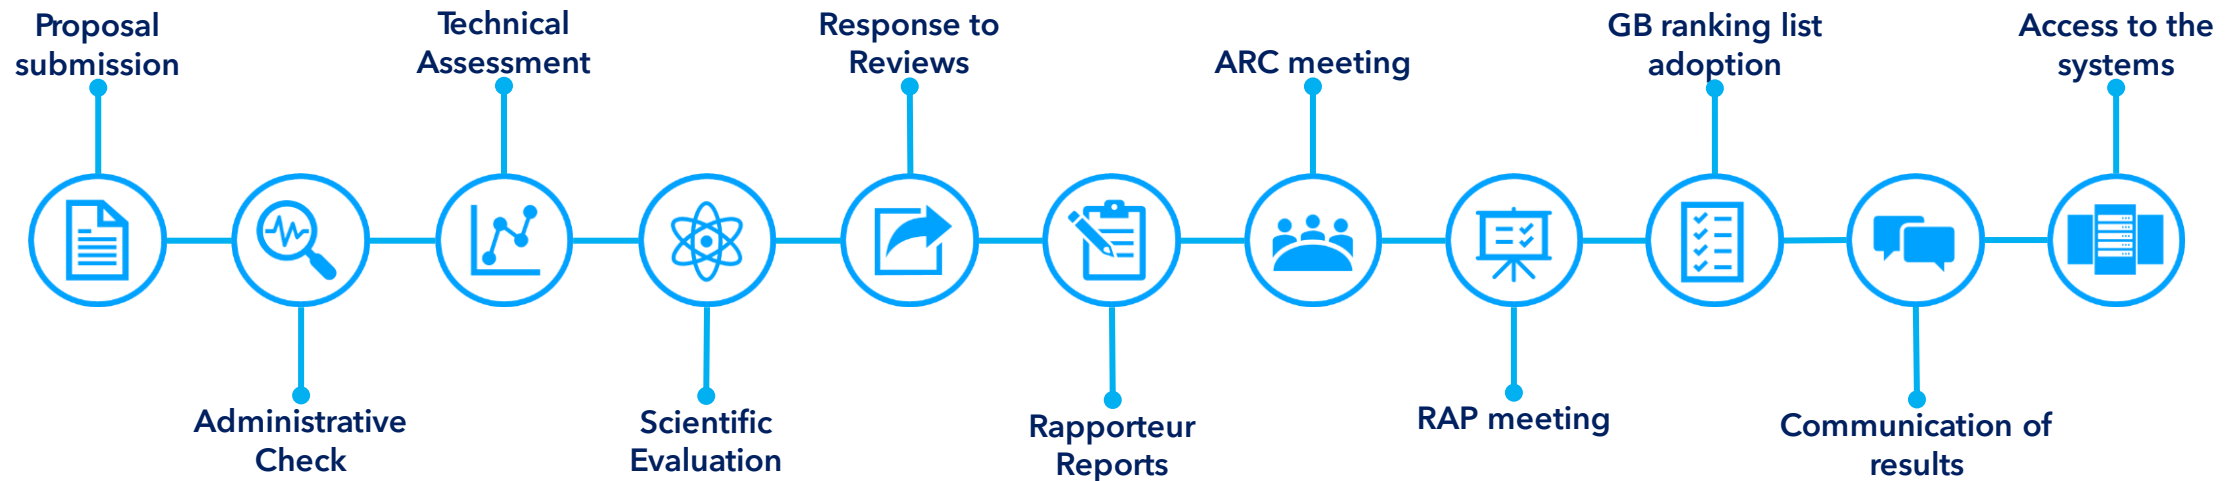 Proposal
submission
Administrative
Check
Technical
Assessment
Scientific
Evaluation
Response to
Reviews
Rapporteur
Reports
ARC meeting
RAP meeting
GB ranking list
adoption
Communication of
results
Access to the
systems